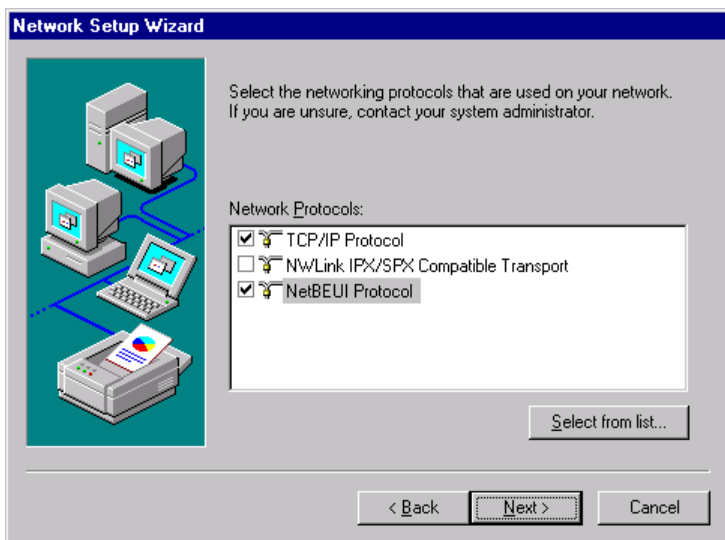 Network Setup Wizard
Select the networking protocols that are used on your network.
If you are unsure, contact your system administrator.
Network Protocols:
TCP/IP Protocol
NWLink IPX/SPX Compatible Transport
NetBEUI Protocol
Select from list...
< Back
Next >
Cancel